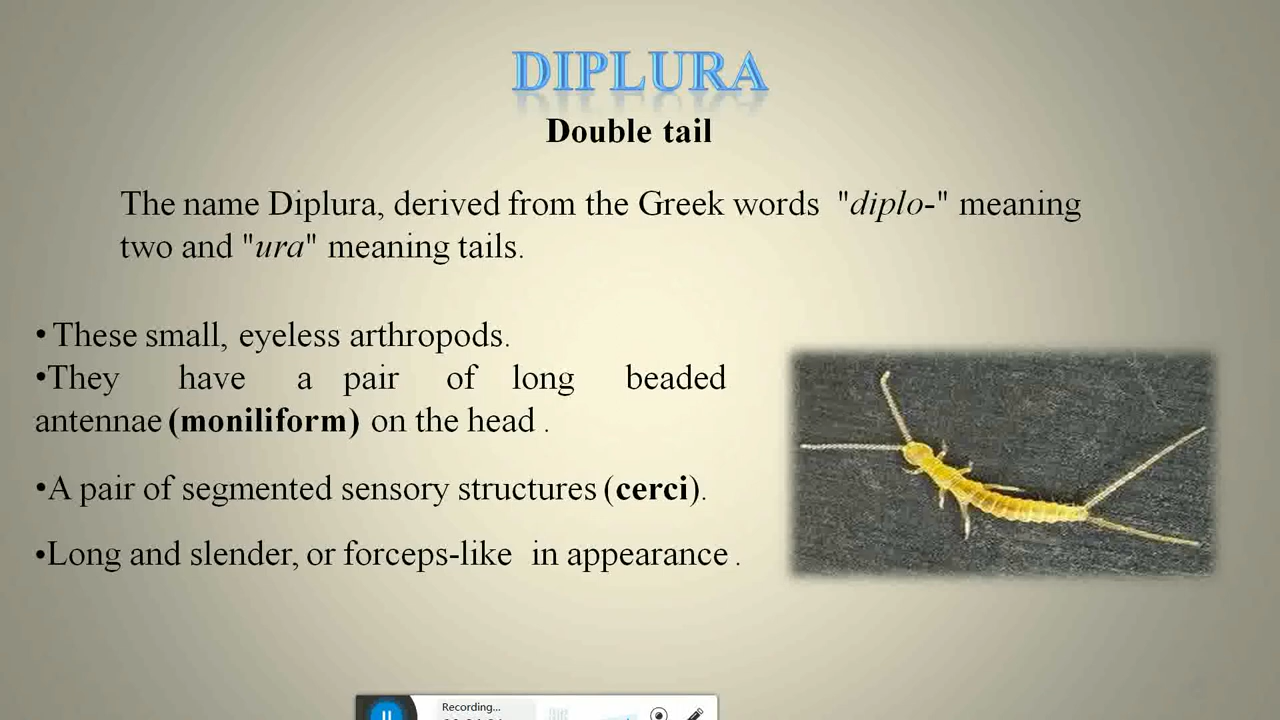 DIPLURA
Double tail
The name Diplura, derived from the Greek words "diplo-" meaning
two and "ura" meaning tails.
• These small, eyeless arthropods.
•They have a pair of long beaded
antennae (moniliform) on the head .
•A pair of segmented sensory structures (cerci).
•Long and slender, or forceps-like in appearance .
Recording...